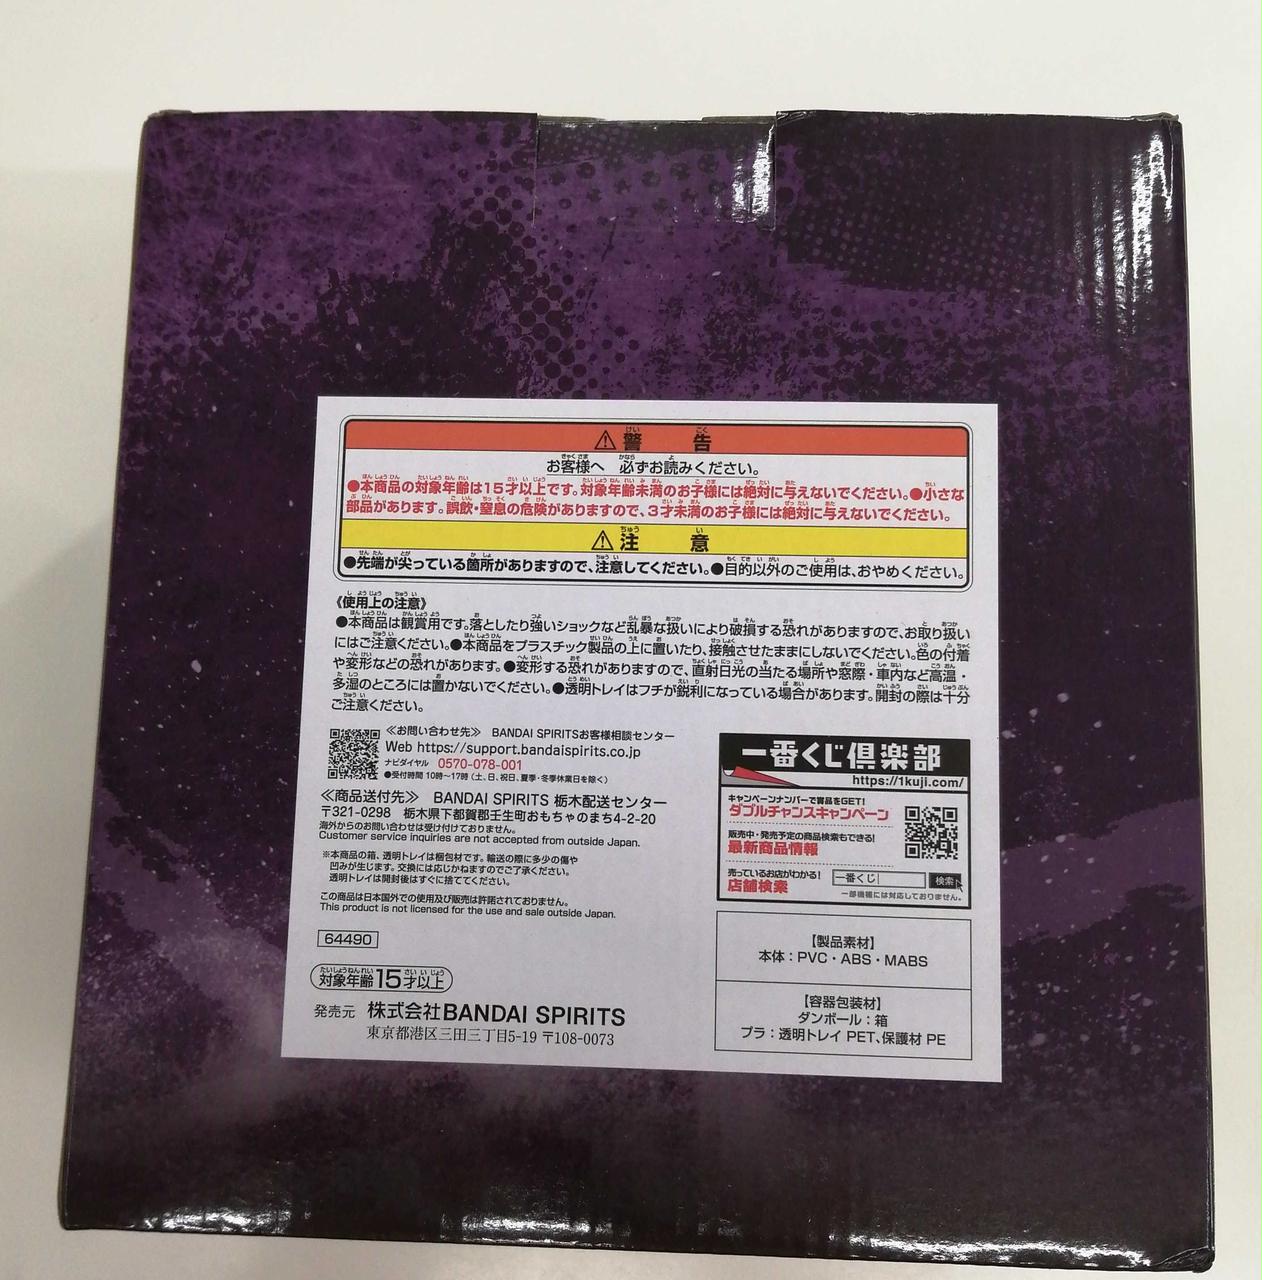 ⚠警告
お客様へ 必ずお読みください。
●本商品の対象年齢は15才以上です。対象年齢未満のお子様には絶対に与えないでください。●小さな
部品があります。誤飲・窒息の危険がありますので、3才未満のお子様には絶対に与えないでください。
⚠注意
●先端が尖っている箇所がありますので、注意してください。●目的以外のご使用は、おやめください。
《使用上の注意》
●本商品は観賞用です。落としたり強いショックなど乱暴な扱いにより破損する恐れがありますので、お取り扱い
にはご注意ください。●本商品をプラスチック製品の上に置いたり、接触させたままにしないでください。色の付着
や変形などの恐れがあります。●変形する恐れがありますので、直射日光の当たる場所や窓際・車内など高温・
多湿のところには置かないでください。●透明トレイはフチが鋭利になっている場合があります。開封の際は十分
ご注意ください。
≪お問い合わせ先≫ BANDAI SPIRITSお客様相談センター
Web https://support.bandaispirits.co.jp
ナビダイヤル 0570-078-001
●受付時間 10時〜17時(土、日、祝日、夏季・冬季休業日を除く)
≪商品送付先≫ BANDAI SPIRITS 栃木配送センター
〒321-0298 栃木県下都賀郡壬生町おもちゃのまち4-2-20
海外からのお問い合わせは受け付けておりません。
Customer service inquiries are not accepted from outside Japan.
※本商品の箱、透明トレイは梱包材です。輸送の際に多少の傷や
凹みが生じます。交換には応じかねますのでご了承ください。
透明トレイは開封後はすぐに捨ててください。
この商品は日本国外での使用及び販売は許諾されておりません。
This product is not licensed for the use and sale outside Japan.
64490
対象年齢15才以上
発売元 株式会社BANDAI SPIRITS
東京都港区三田三丁目5-19 〒108-0073
一番くじ倶楽部
https://1kuji.com/
キャンペーンナンバーで賞品をGET!
ダブルチャンスキャンペーン
販売中・発売予定の商品検索もできる!
最新商品情報
売っているお店がわかる!
店舗検索
一番くじ 検索
一部機種には対応しておりません。
【製品素材】
本体:PVC・ABS・MABS
【容器包装材】
ダンボール:箱
プラ:透明トレイ PET、保護材 PE